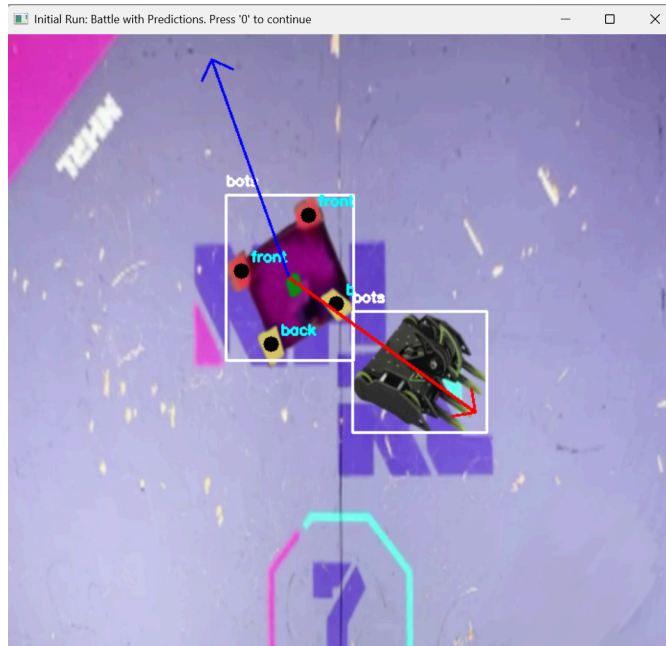 Initial Run: Battle with Predictions. Press '0' to continue
NHRL
bots
front
front
b
bots
back
?